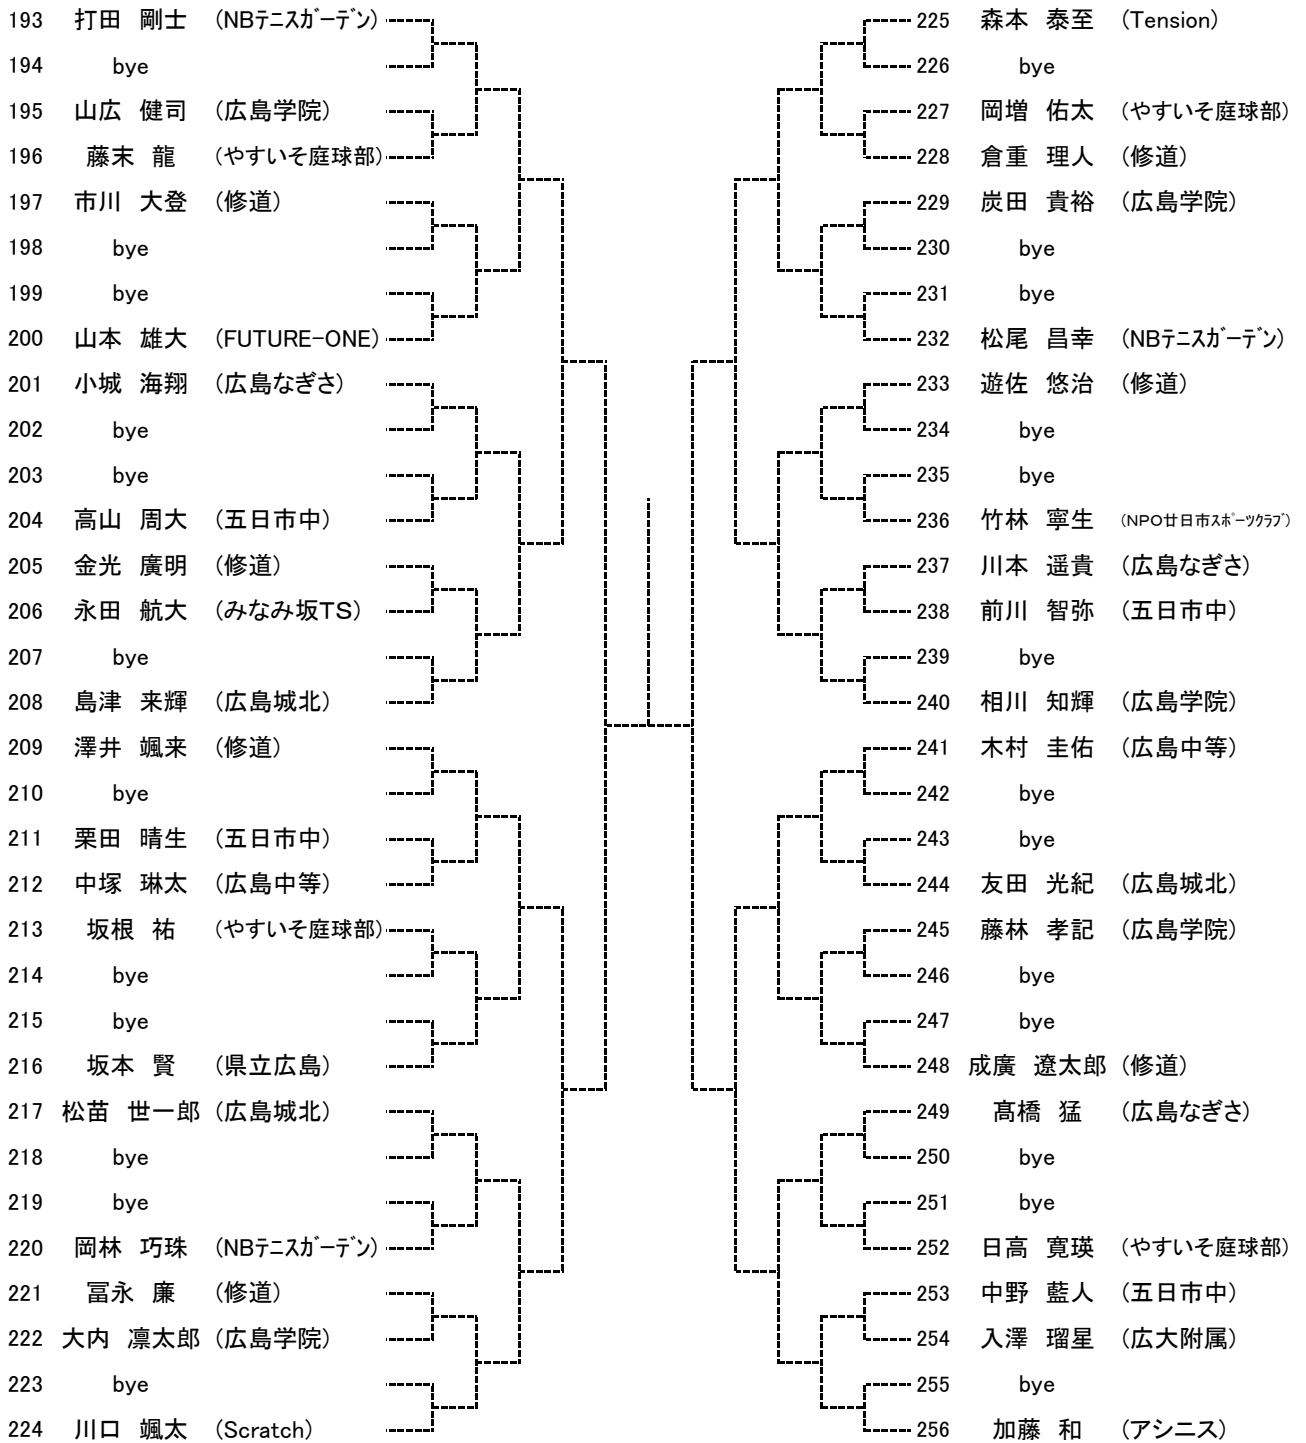 193 打田 剛士 (NBﾃﾆｽｶﾞｰﾃﾞﾝ)
194 bye
195 山広 健司 (広島学院)
196 藤末 龍 (やすいそ庭球部)
197 市川 大登 (修道)
198 bye
199 bye
200 山本 雄大 (FUTURE-ONE)
201 小城 海翔 (広島なぎさ)
202 bye
203 bye
204 高山 周大 (五日市中)
205 金光 廣明 (修道)
206 永田 航大 (みなみ坂TS)
207 bye
208 島津 来輝 (広島城北)
209 澤井 颯来 (修道)
210 bye
211 栗田 晴生 (五日市中)
212 中塚 琳太 (広島中等)
213 坂根 祐 (やすいそ庭球部)
214 bye
215 bye
216 坂本 賢 (県立広島)
217 松苗 世一郎 (広島城北)
218 bye
219 bye
220 岡林 巧珠 (NBﾃﾆｽｶﾞｰﾃﾞﾝ)
221 冨永 廉 (修道)
222 大内 凛太郎 (広島学院)
223 bye
224 川口 颯太 (Scratch)
225 森本 泰至 (Tension)
226 bye
227 岡増 佑太 (やすいそ庭球部)
228 倉重 理人 (修道)
229 炭田 貴裕 (広島学院)
230 bye
231 bye
232 松尾 昌幸 (NBﾃﾆｽｶﾞｰﾃﾞﾝ)
233 遊佐 悠治 (修道)
234 bye
235 bye
236 竹林 寧生 (NPO廿日市ｽﾎﾟｰﾂｸﾗﾌﾞ)
237 川本 遥貴 (広島なぎさ)
238 前川 智弥 (五日市中)
239 bye
240 相川 知輝 (広島学院)
241 木村 圭佑 (広島中等)
242 bye
243 bye
244 友田 光紀 (広島城北)
245 藤林 孝記 (広島学院)
246 bye
247 bye
248 成廣 遼太郎 (修道)
249 髙橋 猛 (広島なぎさ)
250 bye
251 bye
252 日高 寛瑛 (やすいそ庭球部)
253 中野 藍人 (五日市中)
254 入澤 瑠星 (広大附属)
255 bye
256 加藤 和 (アシニス)